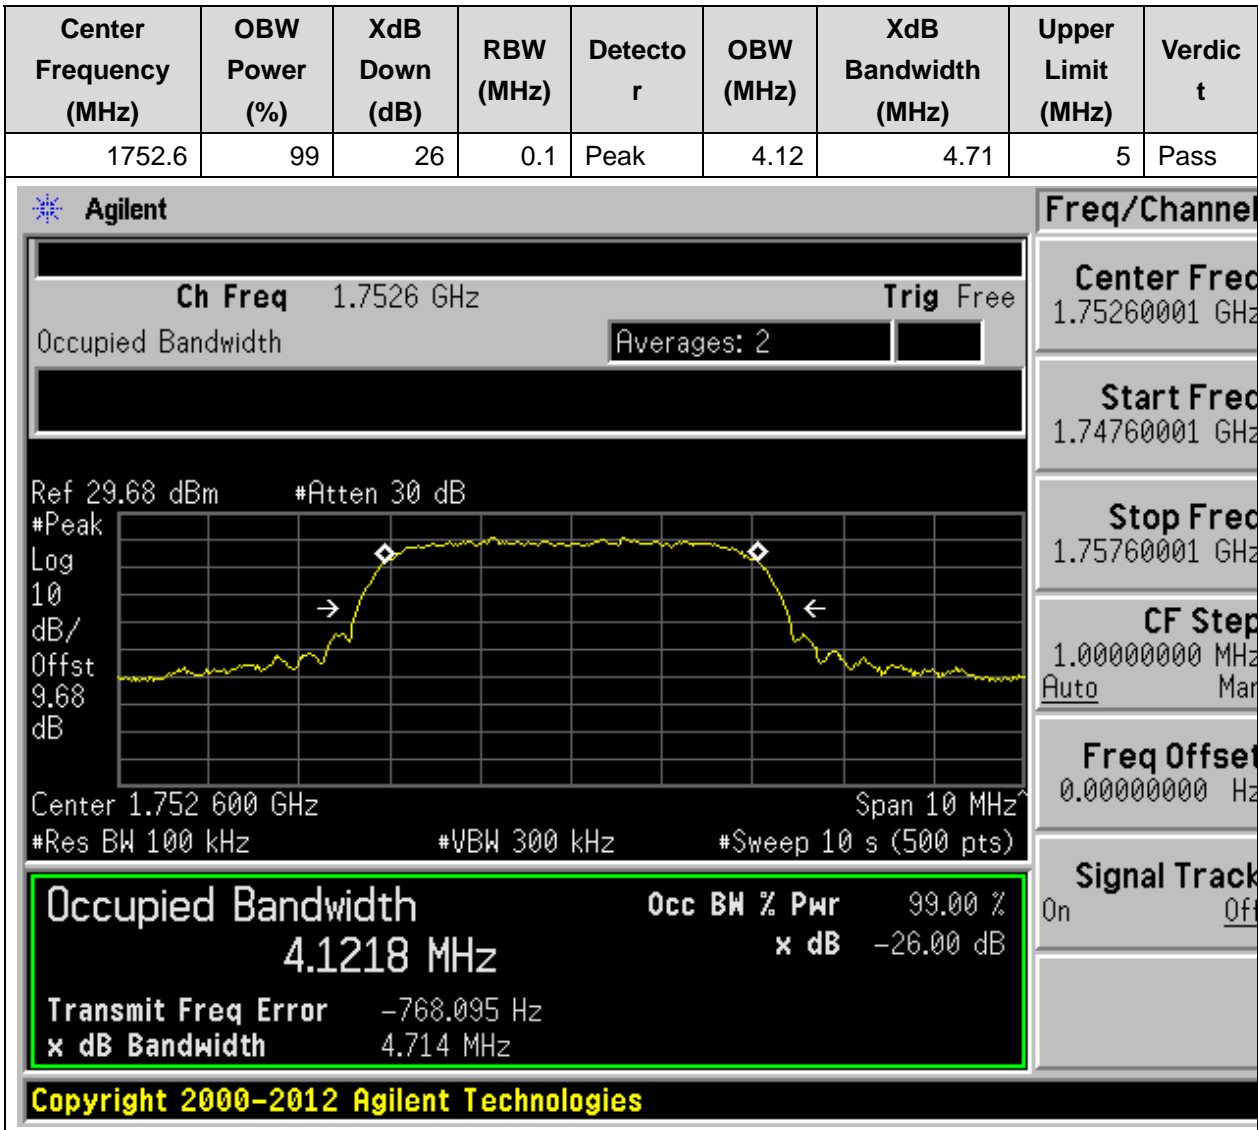 Center Frequency (MHz) OBW Power (%) XdB Down (dB) RBW (MHz) Detecto r OBW (MHz) XdB Bandwidth (MHz) Upper Limit (MHz) Verdic t
1752.6 99 26 0.1 Peak 4.12 4.71 5 Pass
Agilent
Ch Freq 1.7526 GHz Trig Free
Occupied Bandwidth Averages: 2
Ref 29.68 dBm #Atten 30 dB
#Peak
Log
10
dB/
Offst
9.68
dB
Center 1.752 600 GHz Span 10 MHz^
#Res BW 100 kHz #VBW 300 kHz #Sweep 10 s (500 pts)
Occupied Bandwidth Occ BW % Pwr 99.00 %
4.1218 MHz x dB -26.00 dB
Transmit Freq Error -768.095 Hz
x dB Bandwidth 4.714 MHz
Copyright 2000-2012 Agilent Technologies
Freq/Channel
Center Freq
1.75260001 GHz
Start Freq
1.74760001 GHz
Stop Freq
1.75760001 GHz
CF Step
1.00000000 MHz
Auto Man
Freq Offset
0.00000000 Hz
Signal Track
On Off